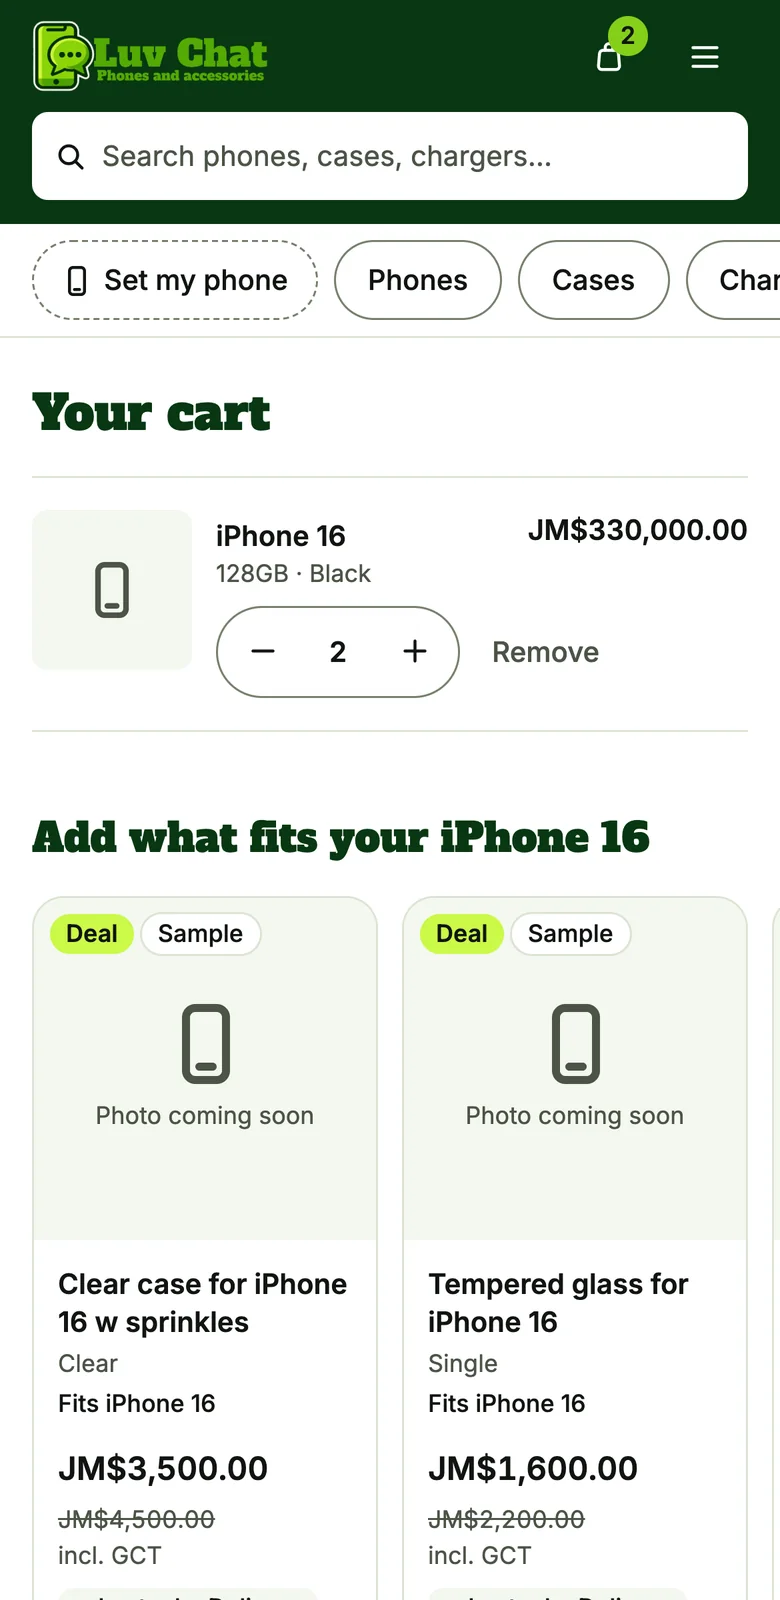 Luv Chat
Phones and accessories
2
Search phones, cases, chargers...
Set my phone
Phones
Cases
Your cart
iPhone 16
JM$330,000.00
128GB · Black
2
Remove
Add what fits your iPhone 16
Deal
Sample
Photo coming soon
Clear case for iPhone
16 w sprinkles
Clear
Fits iPhone 16
JM$3,500.00
JM$4,500.00
incl. GCT
Deal
Sample
Photo coming soon
Tempered glass for
iPhone 16
Single
Fits iPhone 16
JM$1,600.00
JM$2,200.00
incl. GCT